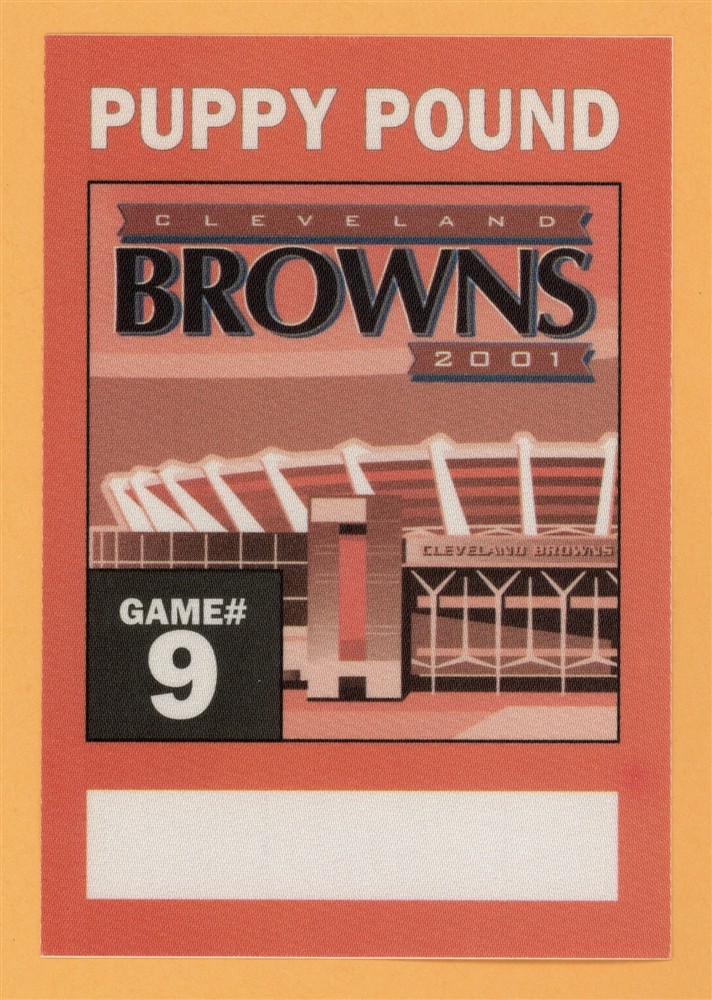 PUPPY POUND
CLEVELAND
BROWNS
2001
CLEVELAND BROWNS
GAME#
9